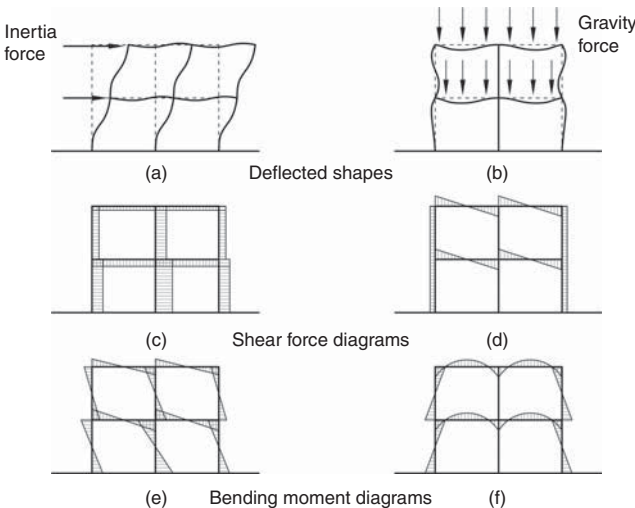 Inertia
force
Gravity
force
(a) Deflected shapes (b)
(c) Shear force diagrams (d)
(e) Bending moment diagrams (f)